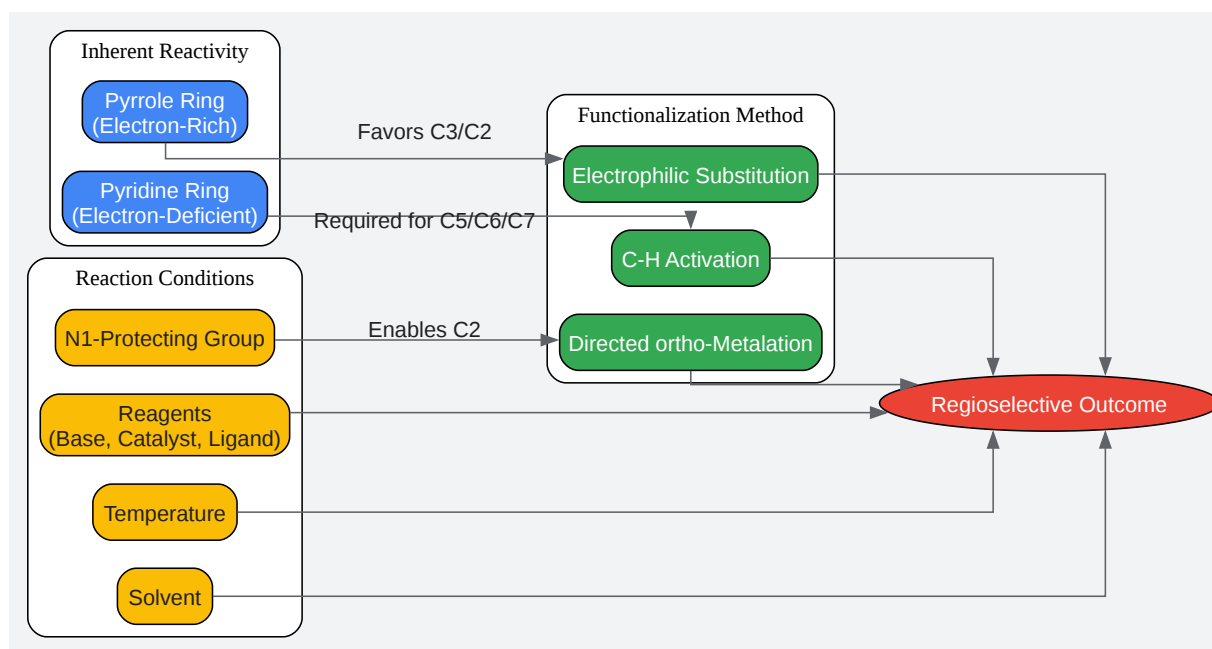 Inherent Reactivity
Pyrrole Ring
(Electron-Rich)
Pyridine Ring
(Electron-Deficient)
Favors C3/C2
Required for C5/C6/C7
Functionalization Method
Electrophilic Substitution
C-H Activation
Directed ortho-Metalation
Reaction Conditions
N1-Protecting Group
Enables C2
Reagents
(Base, Catalyst, Ligand)
Temperature
Solvent
Regioselective Outcome